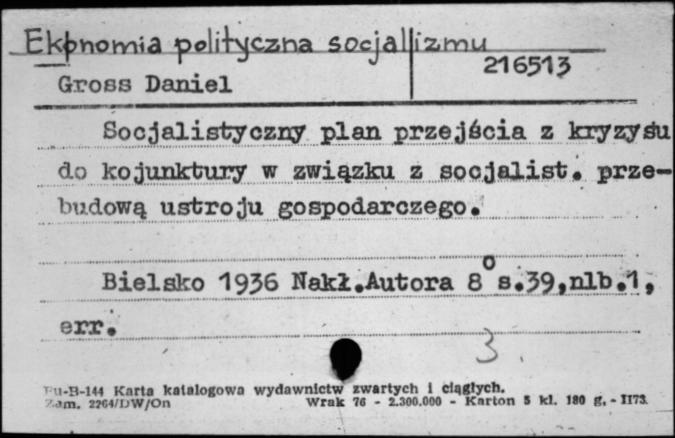 Ekonomia polityczna socjalizmu
216513
Gross Daniel
Socjalistyczny plan przejścia z kryzysu
do kojunktury w związku z socjalist. prze-
budową ustroju gospodarczego.
Bielsko 1936 Nakł.Autora 8° s.39,nlb.1,
err.
3.
Pu-B-144 Karta katalogowa wydawnictw zwartych i ciągłych.
Zam. 2264/DW/On Wrak 76 - 2.300.000 - Karton 5 kl. 180 g. - II73.